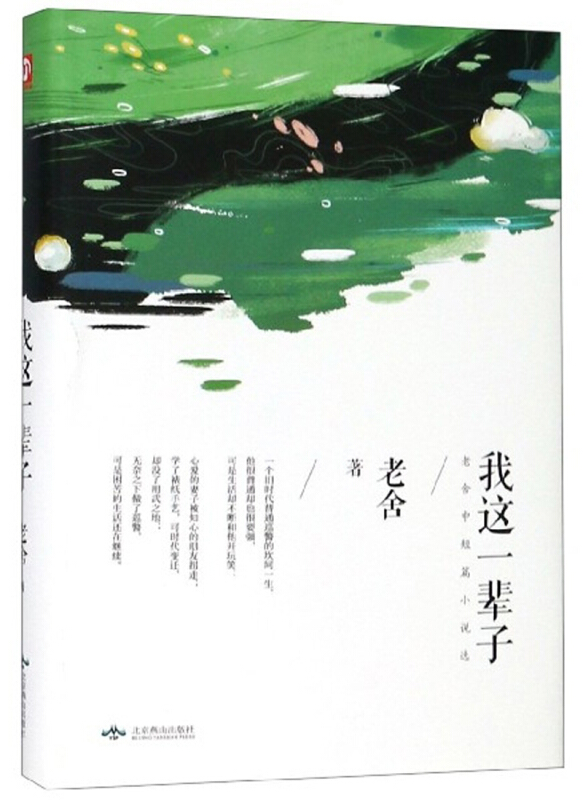 我这一辈子
老舍中短篇小说选
老舍
著
一个旧时代普通巡警的坎坷一生，
他很普通却也很要强，
可是生活却不断和他开玩笑：
心爱的妻子被知心的朋友拐走，
学了裱纸手艺，可时代变迁，
却没了用武之地；
无奈之下做了巡警，
可是困苦的生活还在继续。
北京燕山出版社
BEIJING YANSHAN PRESS
我这一辈子
老舍